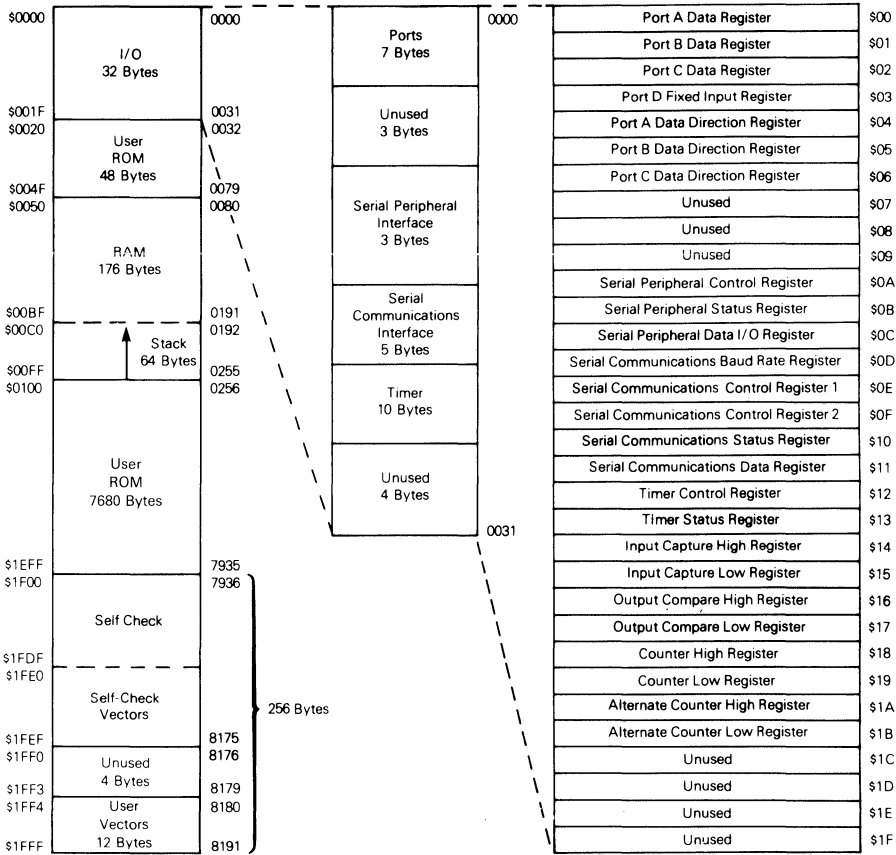 $0000
0000
I/O
32 Bytes
$001F
0031
$0020
0032
User
ROM
48 Bytes
$004F
0079
$0050
0080
RAM
176 Bytes
$00BF
0191
$00C0
0192
Stack
64 Bytes
$00FF
0255
$0100
0256
User
ROM
7680 Bytes
$1EFF
7935
$1F00
7936
Self Check
$1FDF
$1FE0
Self-Check
Vectors
256 Bytes
$1FEF
8175
$1FF0
8176
Unused
4 Bytes
$1FF3
8179
$1FF4
8180
User
Vectors
12 Bytes
$1FFF
8191
0000
Ports
7 Bytes
Unused
3 Bytes
Serial Peripheral
Interface
3 Bytes
Serial
Communications
Interface
5 Bytes
Timer
10 Bytes
Unused
4 Bytes
0031
Port A Data Register $00
Port B Data Register $01
Port C Data Register $02
Port D Fixed Input Register $03
Port A Data Direction Register $04
Port B Data Direction Register $05
Port C Data Direction Register $06
Unused $07
Unused $08
Unused $09
Serial Peripheral Control Register $0A
Serial Peripheral Status Register $0B
Serial Peripheral Data I/O Register $0C
Serial Communications Baud Rate Register $0D
Serial Communications Control Register 1 $0E
Serial Communications Control Register 2 $0F
Serial Communications Status Register $10
Serial Communications Data Register $11
Timer Control Register $12
Timer Status Register $13
Input Capture High Register $14
Input Capture Low Register $15
Output Compare High Register $16
Output Compare Low Register $17
Counter High Register $18
Counter Low Register $19
Alternate Counter High Register $1A
Alternate Counter Low Register $1B
Unused $1C
Unused $1D
Unused $1E
Unused $1F